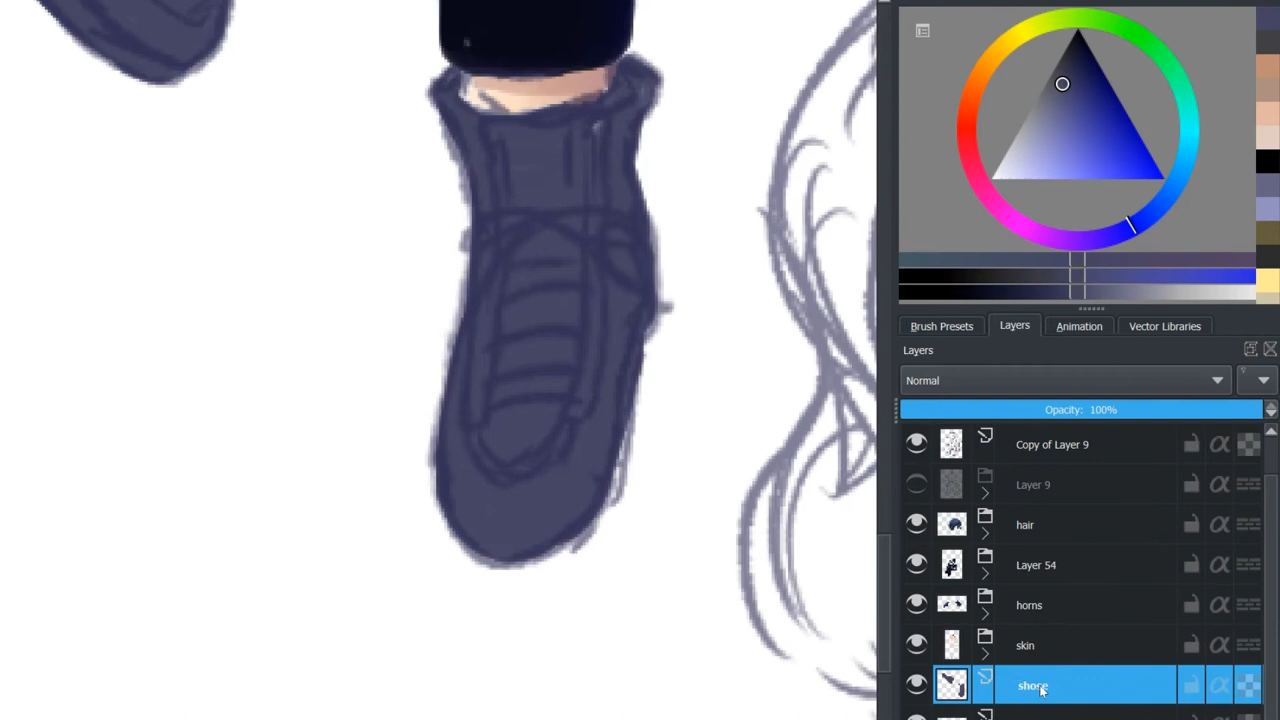 Brush Presets
Layers
Animation
Vector Libraries
Layers
Normal
Opacity: 100%
Copy of Layer 9
Layer 9
hair
Layer 54
horns
skin
shose